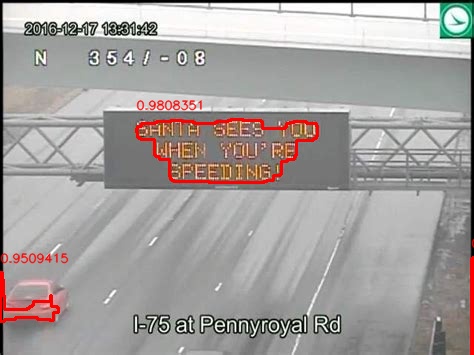 2016-12-17 13:31:42
N 354/-08
0.9808351
SANTA SEES YOU
WHEN YOU'RE
SPEEDING!
0.9509415
I-75 at Pennyroyal Rd